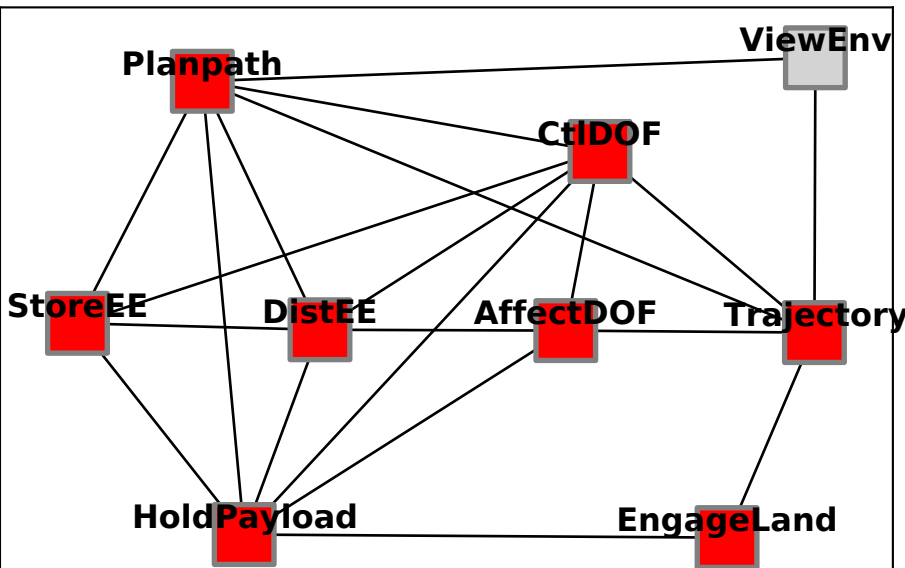 ViewEnv
Planpath
CtlDOF
StoreEE
DistEE
AffectDOF
Trajectory
HoldPayload
EngageLand